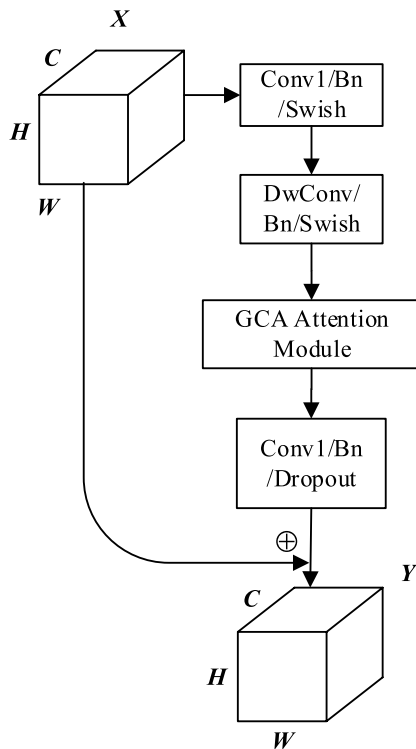 X
C
H
W
Conv1/Bn
/Swish
DwConv/
Bn/Swish
GCA Attention
Module
Conv1/Bn
/Dropout
⊕
Y
C
H
W